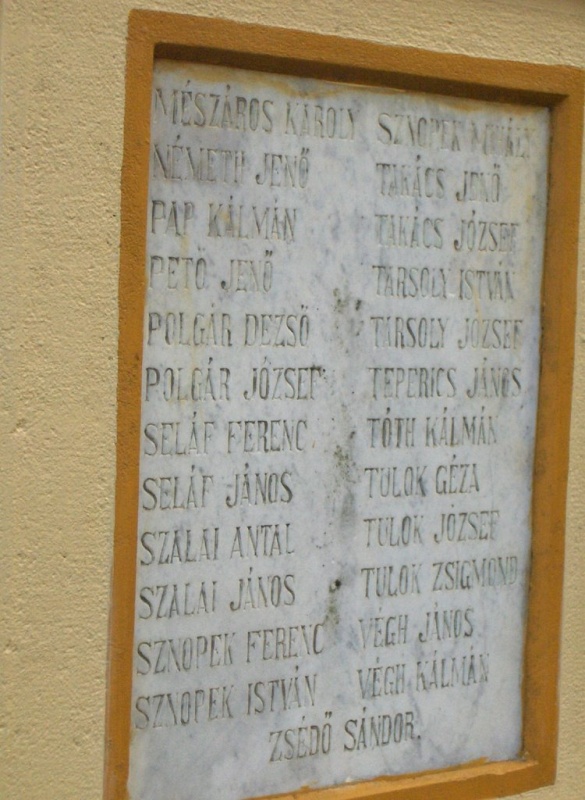 MÉSZÁROS KÁROLY
NÉMETH JENŐ
PAP KÁLMÁN
PETŐ JENŐ
POLGÁR DEZSŐ
POLGÁR JÓZSEF
SELÁF FERENC
SELÁF JÁNOS
SZALAI ANTAL
SZALAI JÁNOS
SZNOPEK FERENC
SZNOPEK ISTVÁN
SZNOPEK MIHÁLY
TAKÁCS JENŐ
TAKÁCS JÓZSEF
TARSOLY ISTVÁN
TARSOLY JÓZSEF
TEPERICS JÁNOS
TÓTH KÁLMÁN
TULOK GÉZA
TULOK JÓZSEF
TULOK ZSIGMOND
VÉGH JÁNOS
VÉGH KÁLMÁN
ZSÉDŐ SÁNDOR.